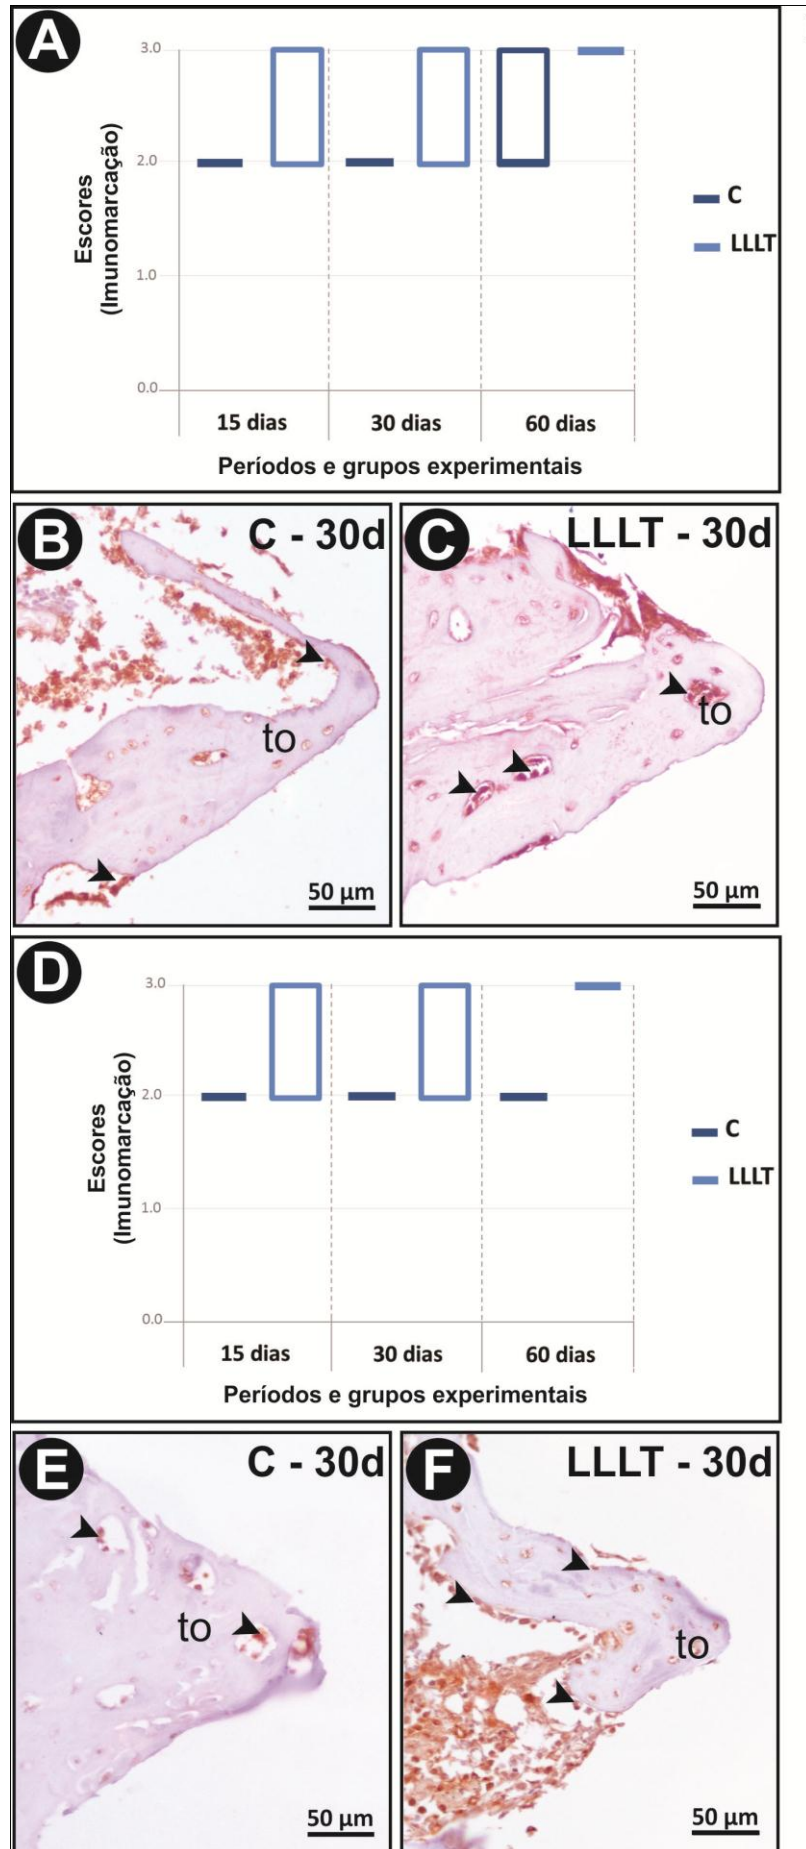 A
3.0
2.0
1.0
0.0
Escores
(Imunomarcação)
C
LLLT
15 dias
30 dias
60 dias
Períodos e grupos experimentais
B
C - 30d
to
50 µm
C
LLLT - 30d
to
50 µm
D
3.0
2.0
1.0
0.0
Escores
(Imunomarcação)
C
LLLT
15 dias
30 dias
60 dias
Períodos e grupos experimentais
E
C - 30d
to
50 µm
F
LLLT - 30d
to
50 µm